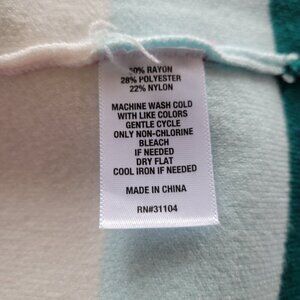 50% RAYON
28% POLYESTER
22% NYLON
MACHINE WASH COLD
WITH LIKE COLORS
GENTLE CYCLE
ONLY NON-CHLORINE
BLEACH
IF NEEDED
DRY FLAT
COOL IRON IF NEEDED
MADE IN CHINA
RN#31104